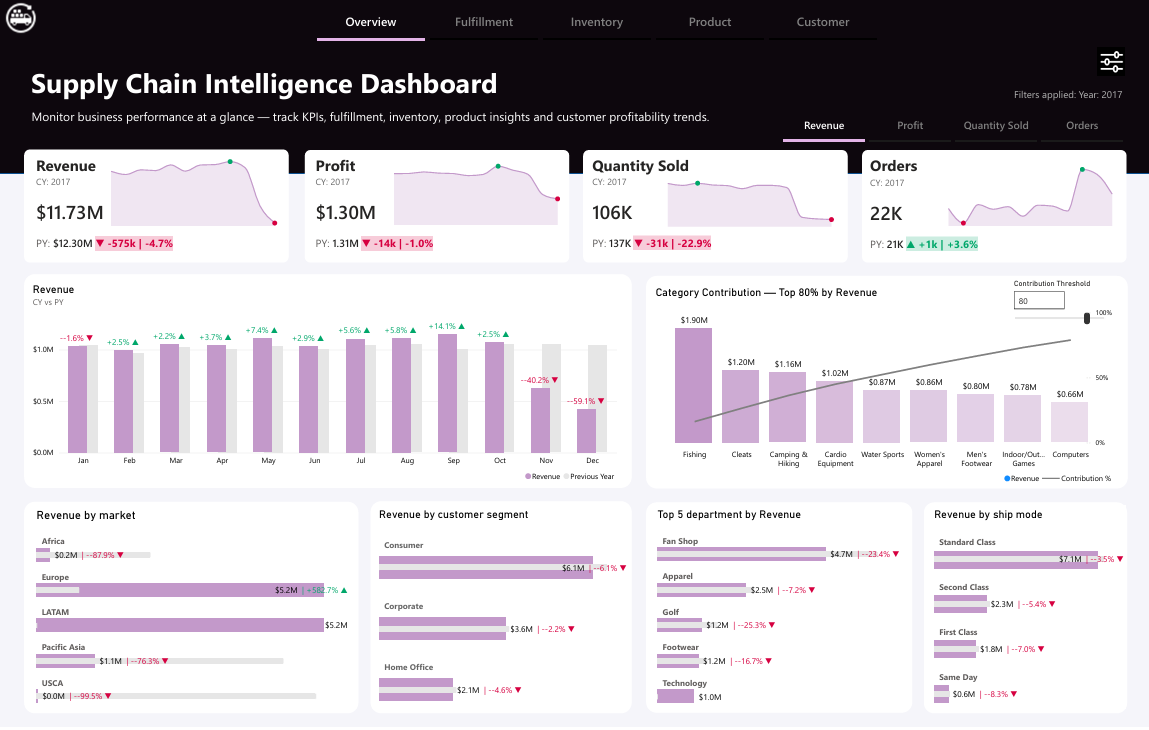 Overview Fulfillment Inventory Product Customer
Supply Chain Intelligence Dashboard
Monitor business performance at a glance — track KPIs, fulfillment, inventory, product insights and customer profitability trends.
Filters applied: Year: 2017
Revenue Profit Quantity Sold Orders
Revenue
CY: 2017
$11.73M
PY: $12.30M ▼ -575k | -4.7%
Profit
CY: 2017
$1.30M
PY: 1.31M ▼ -14k | -1.0%
Quantity Sold
CY: 2017
106K
PY: 137K ▼ -31k | -22.9%
Orders
CY: 2017
22K
PY: 21K ▲ +1k | +3.6%
Revenue
CY vs PY
--1.6% ▼ +2.5% ▲ +2.2% ▲ +3.7% ▲ +7.4% ▲ +2.9% ▲ +5.6% ▲ +5.8% ▲ +14.1% ▲ +2.5% ▲ --40.2% ▼ --59.1% ▼
$1.0M
$0.5M
$0.0M
Jan Feb Mar Apr May Jun Jul Aug Sep Oct Nov Dec
Revenue Previous Year
Category Contribution — Top 80% by Revenue
Contribution Threshold
80
$1.90M $1.20M $1.16M $1.02M $0.87M $0.86M $0.80M $0.78M $0.66M
100%
50%
0%
Fishing Cleats Camping & Hiking Cardio Equipment Water Sports Women's Apparel Men's Footwear Indoor/Out... Games Computers
Revenue Contribution %
Revenue by market
Africa
$0.2M | --87.9% ▼
Europe
$5.2M | +582.7% ▲
LATAM
$5.2M
Pacific Asia
$1.1M | --76.3% ▼
USCA
$0.0M | --99.5% ▼
Revenue by customer segment
Consumer
$6.1M | --6.1% ▼
Corporate
$3.6M | --2.2% ▼
Home Office
$2.1M | --4.6% ▼
Top 5 department by Revenue
Fan Shop
$4.7M | --23.4% ▼
Apparel
$2.5M | --7.2% ▼
Golf
$1.2M | --25.3% ▼
Footwear
$1.2M | --16.7% ▼
Technology
$1.0M
Revenue by ship mode
Standard Class
$7.1M | --3.5% ▼
Second Class
$2.3M | --5.4% ▼
First Class
$1.8M | --7.0% ▼
Same Day
$0.6M | --8.3% ▼